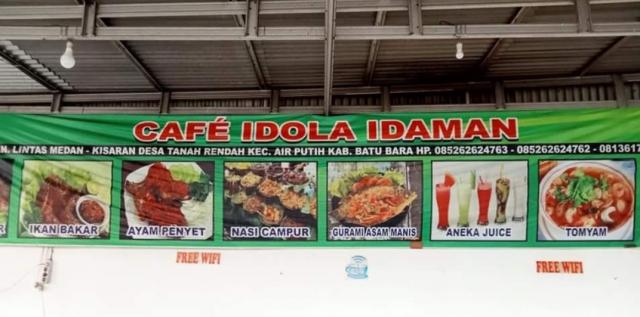 CAFÉ IDOLA IDAMAN
N. LINTAS MEDAN - KISARAN DESA TANAH RENDAH KEC. AIR PUTIH KAB. BATU BARA HP. 085262624763 - 085262624762 - 0813617
IKAN BAKAR
AYAM PENYET
NASI CAMPUR
GURAMI ASAM MANIS
ANEKA JUICE
TOMYAM
FREE WIFI
FREE WIFI